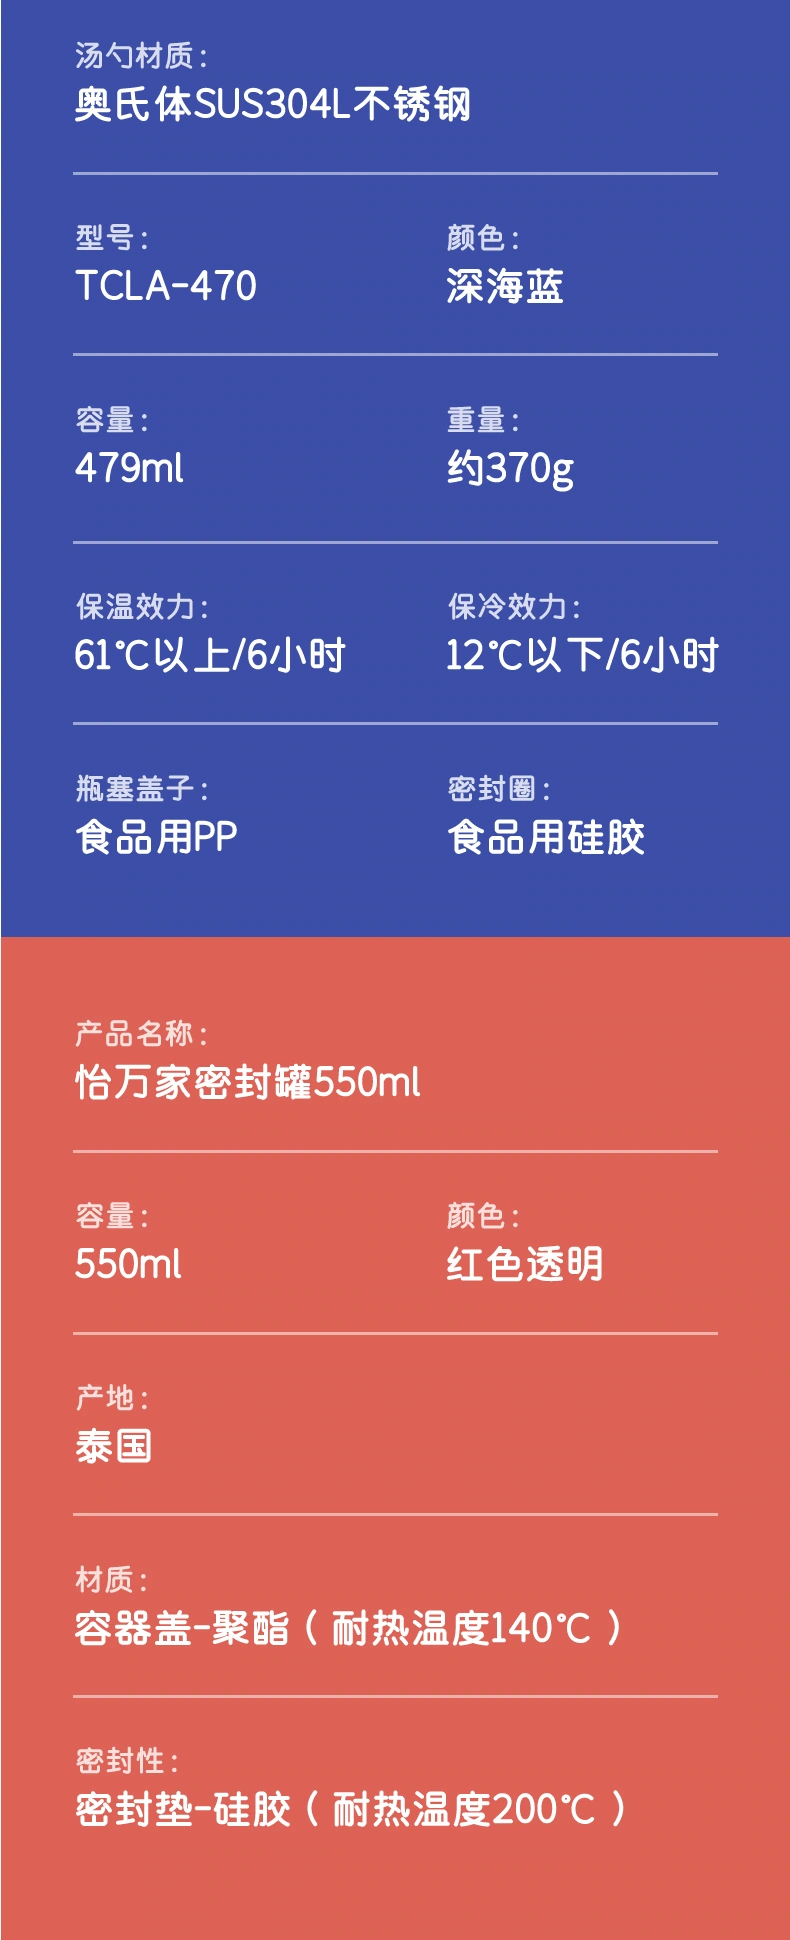 汤勺材质：
奥氏体SUS304L不锈钢
型号：
TCLA-470
颜色：
深海蓝
容量：
479ml
重量：
约370g
保温效力：
61℃以上/6小时
保冷效力：
12℃以下/6小时
瓶塞盖子：
食品用PP
密封圈：
食品用硅胶
产品名称：
怡万家密封罐550ml
容量：
550ml
颜色：
红色透明
产地：
泰国
材质：
容器盖-聚酯（耐热温度140℃）
密封性：
密封垫-硅胶（耐热温度200℃）